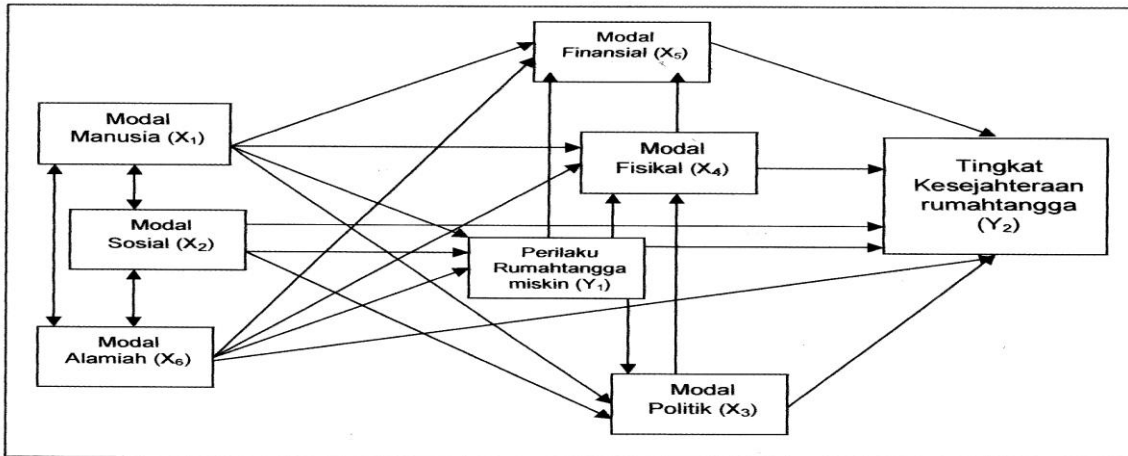 Modal
Finansial (X₅)
Modal
Manusia (X₁)
Modal
Fisikal (X₄)
Tingkat
Kesejahteraan
rumahtangga
(Y₂)
Modal
Sosial (X₂)
Perilaku
Rumahtangga
miskin (Y₁)
Modal
Alamiah (X₆)
Modal
Politik (X₃)